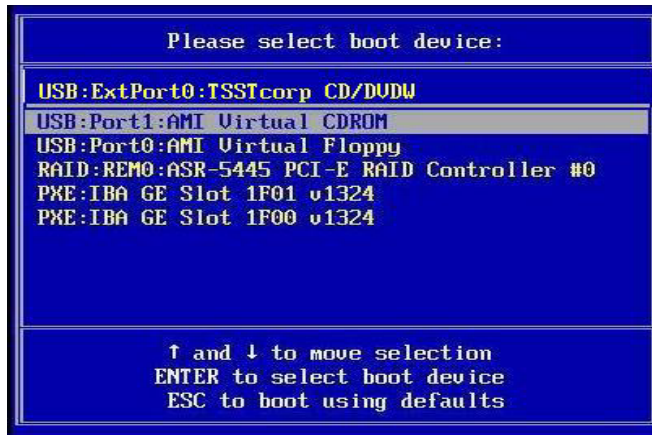 Please select boot device:
USB:ExtPort0:TSSTcorp CD/DVDW
USB:Port1:AMI Virtual CDROM
USB:Port0:AMI Virtual Floppy
RAID:REM0:ASR-5445 PCI-E RAID Controller #0
PXE:IBA GE Slot 1F01 v1324
PXE:IBA GE Slot 1F00 v1324
↑ and ↓ to move selection
ENTER to select boot device
ESC to boot using defaults